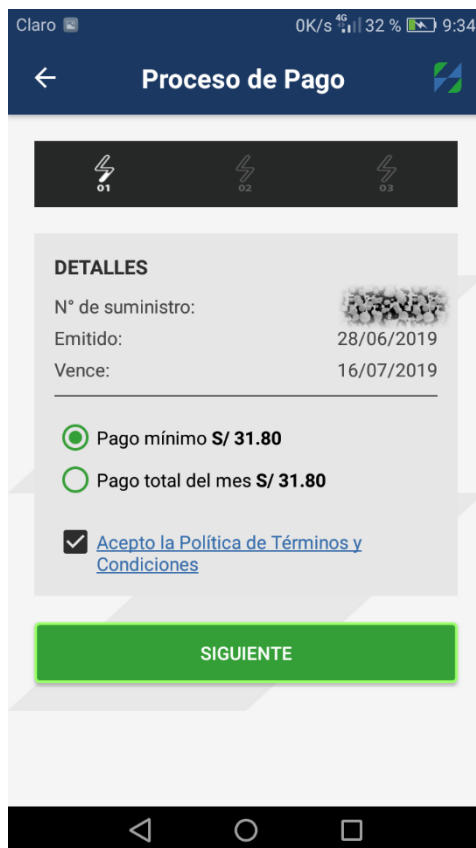 Claro 0K/s 4G 32 % 9:34
Proceso de Pago
01 02 03
DETALLES
N° de suministro:
Emitido: 28/06/2019
Vence: 16/07/2019
Pago mínimo S/ 31.80
Pago total del mes S/ 31.80
Acepto la Política de Términos y
Condiciones
SIGUIENTE